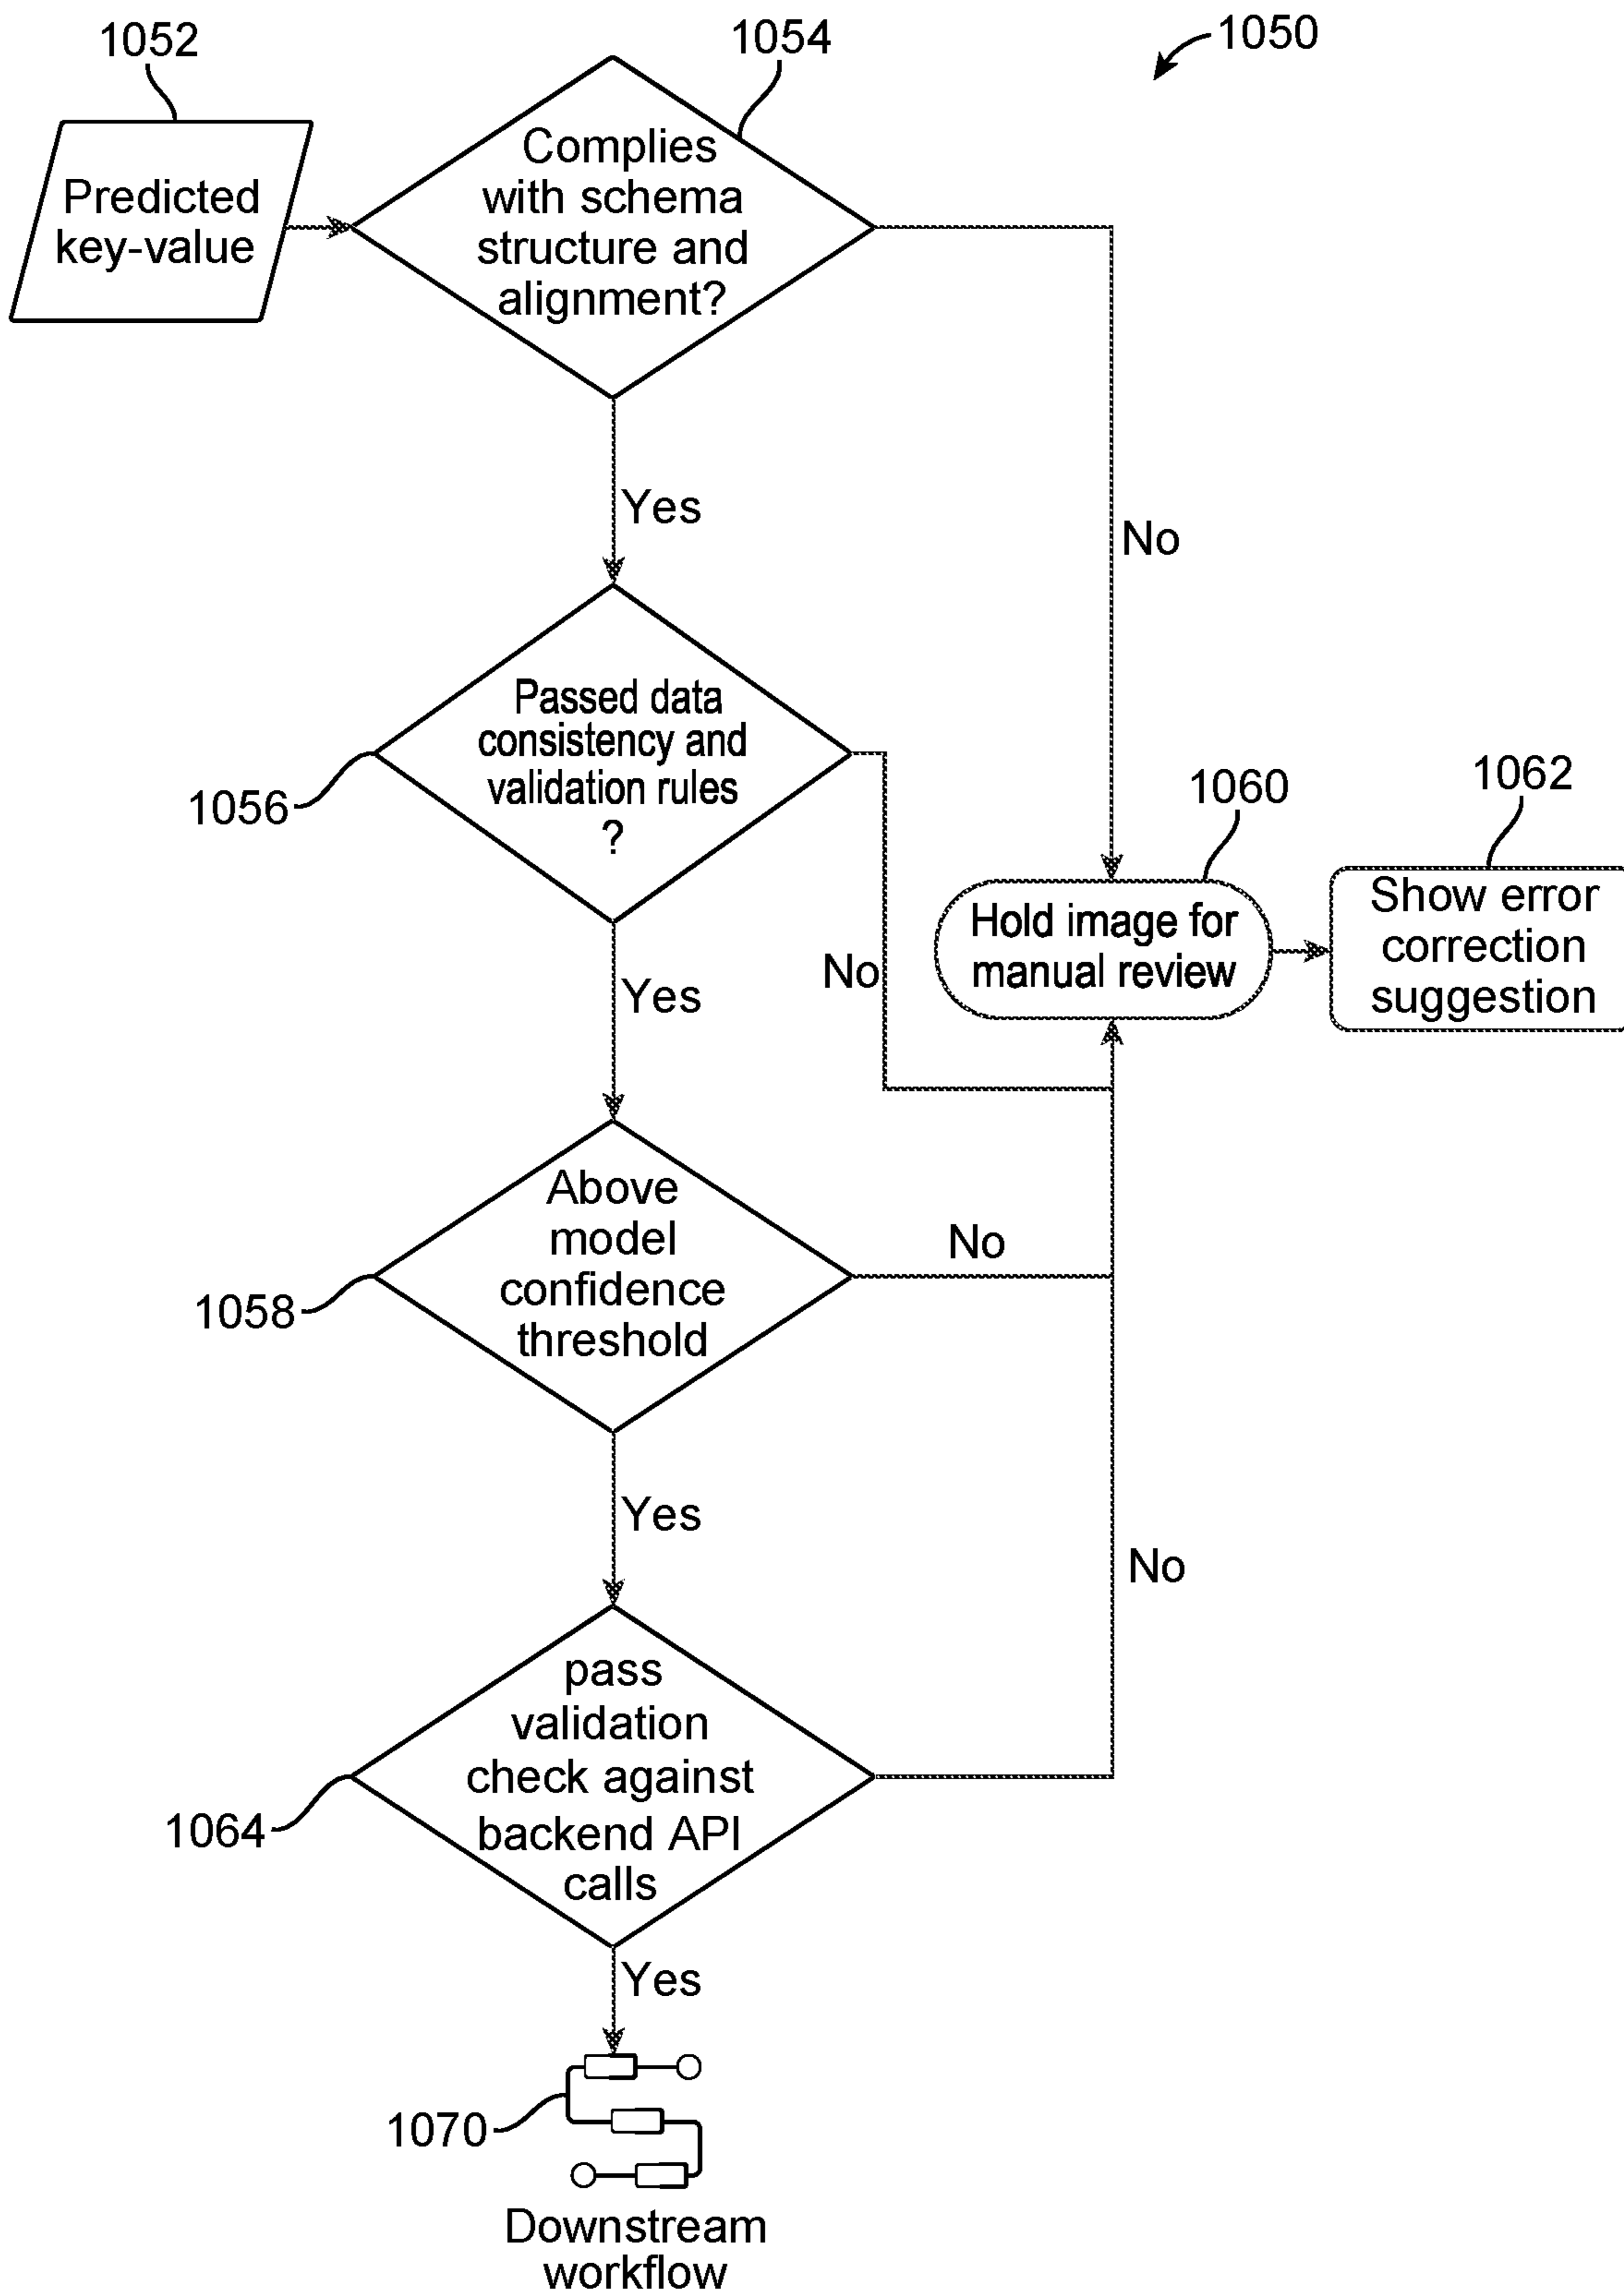 1052
1054
1050
Predicted
key-value
Complies
with schema
structure and
alignment?
Yes
No
Passed data
consistency and
validation rules
?
1056
1060
1062
Hold image for
manual review
Show error
correction
suggestion
No
Yes
Above
model
confidence
threshold
No
1058
Yes
No
pass
validation
check against
backend API
calls
1064
Yes
1070
Downstream
workflow